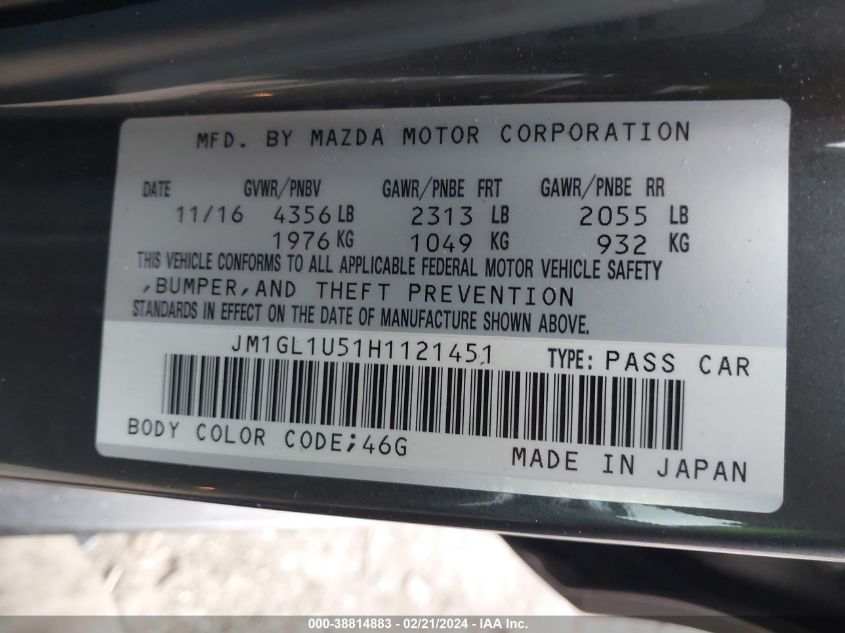 MFD. BY MAZDA MOTOR CORPORATION
DATE GVWR/PNBV GAWR/PNBE FRT GAWR/PNBE RR
11/16 4356 LB 2313 LB 2055 LB
1976 KG 1049 KG 932 KG
THIS VEHICLE CONFORMS TO ALL APPLICABLE FEDERAL MOTOR VEHICLE SAFETY
,BUMPER,AND THEFT PREVENTION
STANDARDS IN EFFECT ON THE DATE OF MANUFACTURE SHOWN ABOVE.
JM1GL1U51H1121451 TYPE: PASS CAR
BODY COLOR CODE;46G
MADE IN JAPAN
000-38814883 - 02/21/2024 - IAA Inc.